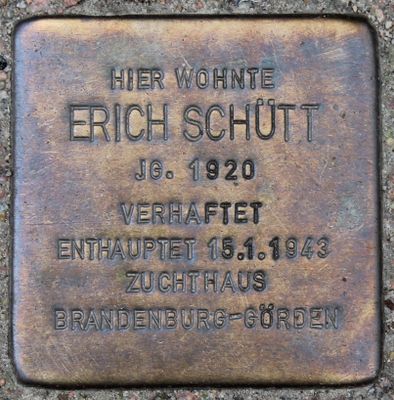 HIER WOHNTE
ERICH SCHÜTT
JG. 1920
VERHAFTET
ENTHAUPTET 15.1.1943
ZUCHTHAUS
BRANDENBURG-GÖRDEN